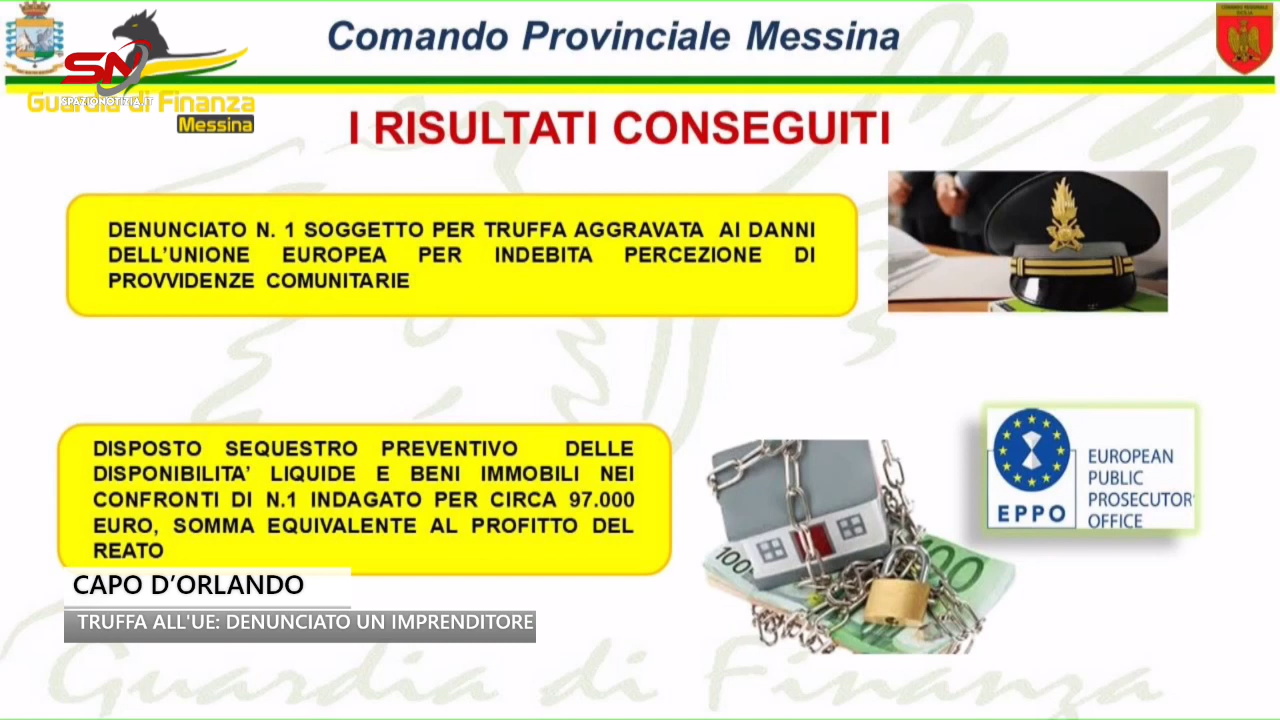 Comando Provinciale Messina
SN
SPAZIONOTIZIA.IT
Guardia di Finanza
Messina
I RISULTATI CONSEGUITI
DENUNCIATO N. 1 SOGGETTO PER TRUFFA AGGRAVATA AI DANNI
DELL'UNIONE EUROPEA PER INDEBITA PERCEZIONE DI
PROVVIDENZE COMUNITARIE
DISPOSTO SEQUESTRO PREVENTIVO DELLE
DISPONIBILITA' LIQUIDE E BENI IMMOBILI NEI
CONFRONTI DI N.1 INDAGATO PER CIRCA 97.000
EURO, SOMMA EQUIVALENTE AL PROFITTO DEL
REATO
EUROPEAN
PUBLIC
PROSECUTOR'
OFFICE
EPPO
100
100
CAPO D’ORLANDO
TRUFFA ALL'UE: DENUNCIATO UN IMPRENDITORE
Guardia di Finanza